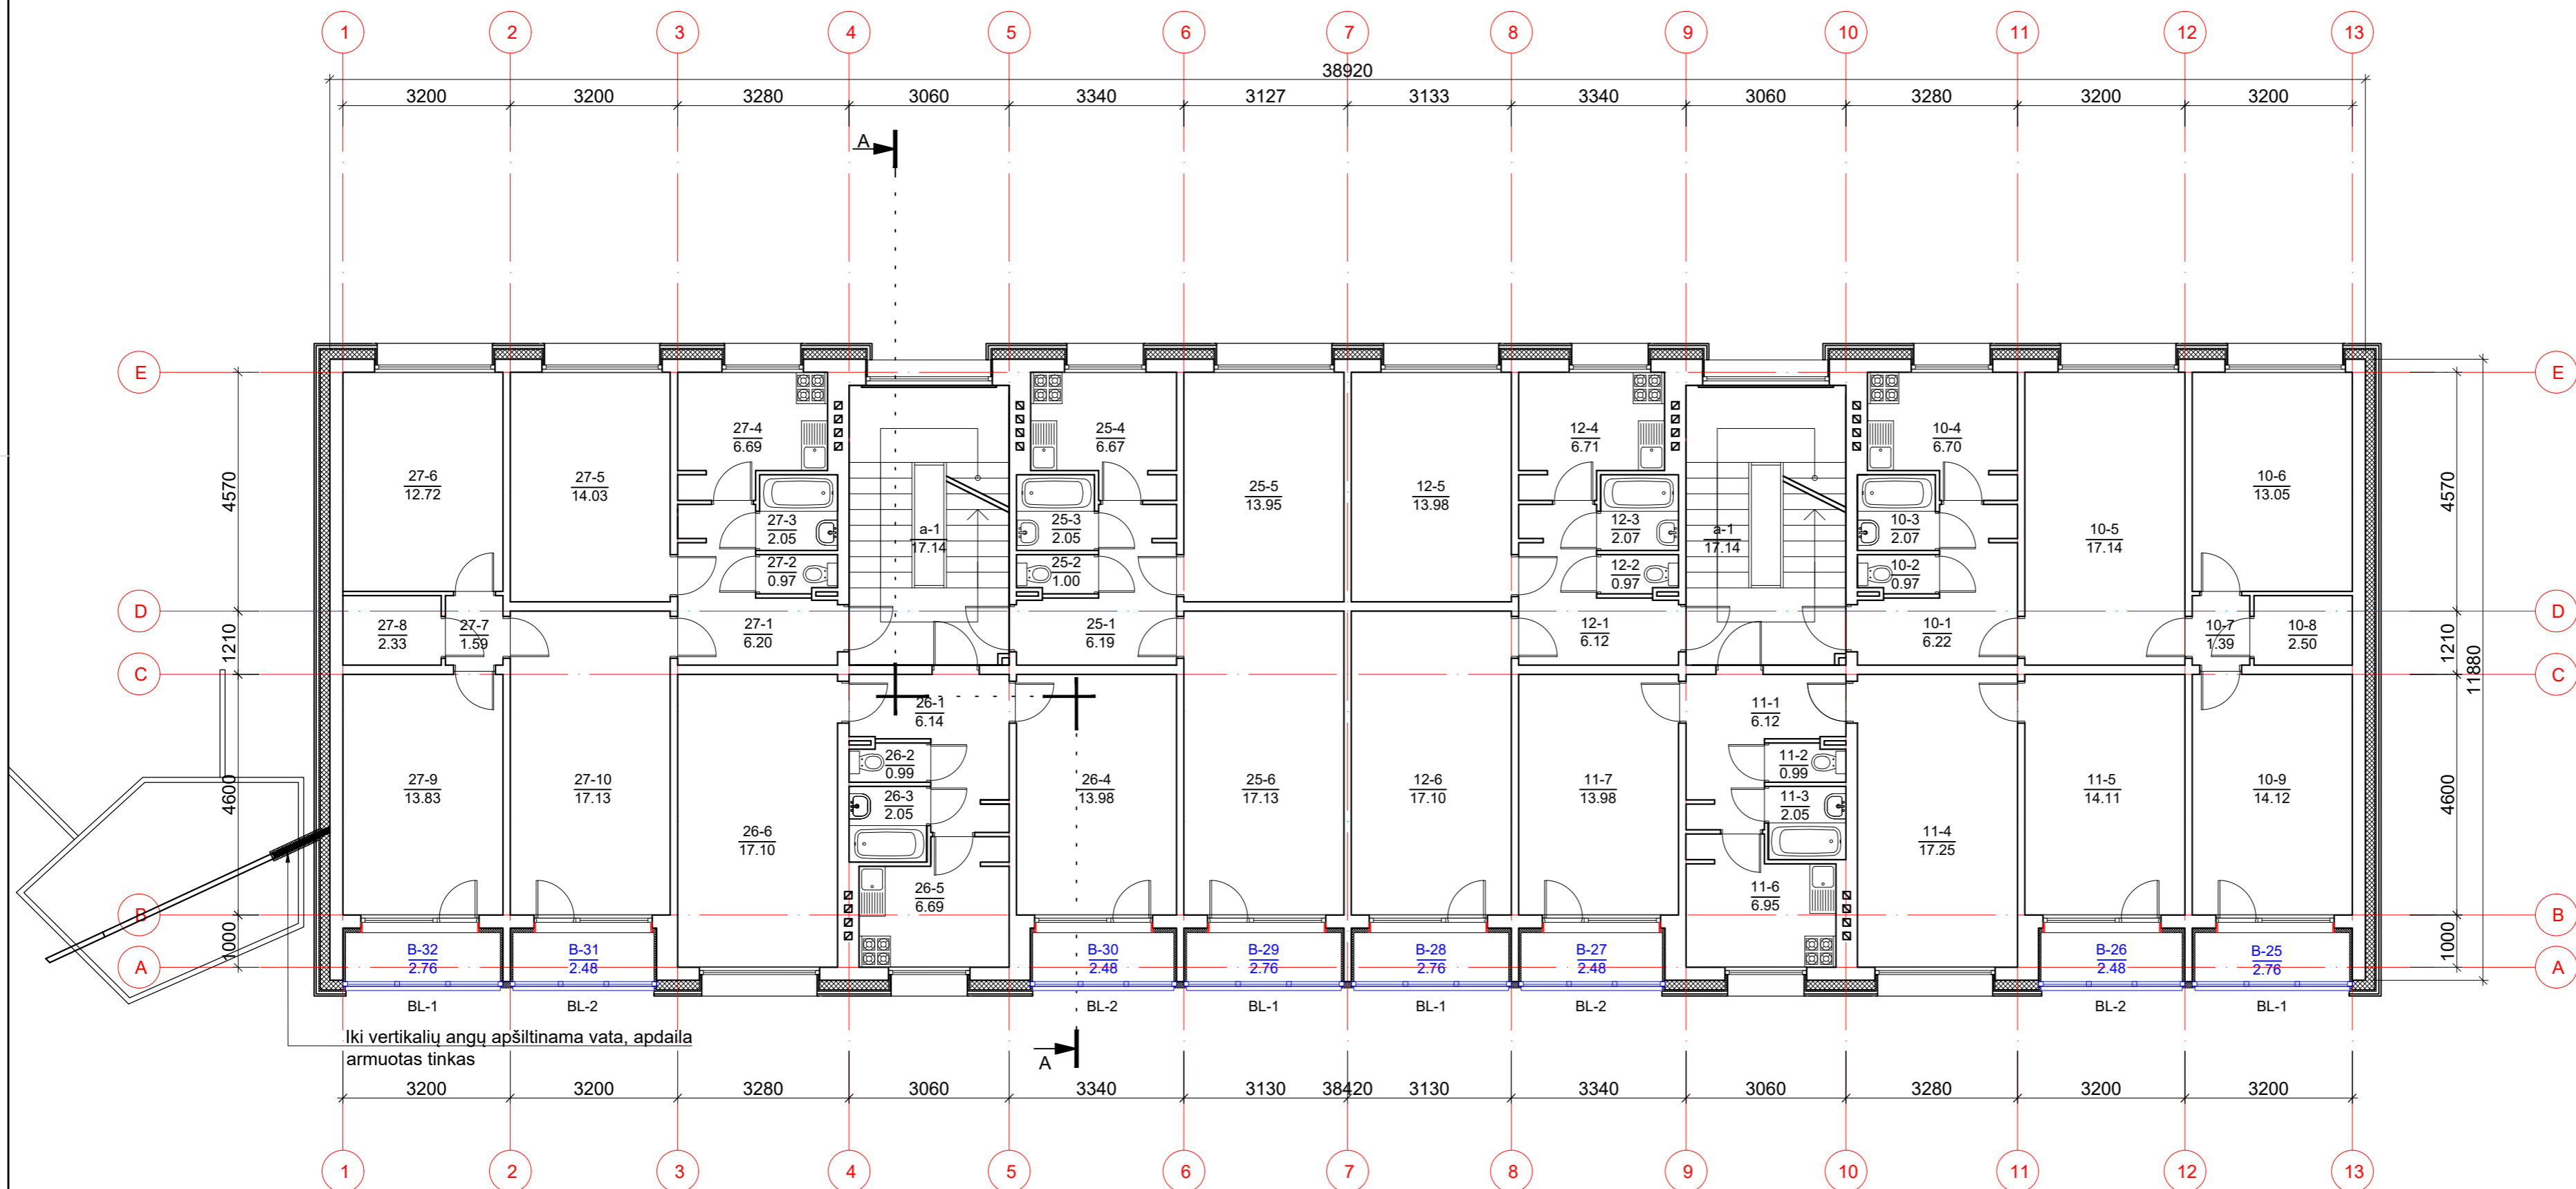 1 2 3 4 5 6 7 8 9 10 11 12 13
38920
3200 3200 3280 3060 3340 3127 3133 3340 3060 3280 3200 3200
A
E E
27-4 25-4 12-4 10-4
6.69 6.67 6.71 6.70
27-6 27-5 25-5 12-5 10-6
12.72 14.03 13.95 13.98 13.05
4570 4570
27-3 a-1 25-3 12-3 a-1 10-3 10-5
2.05 17.14 2.05 2.07 17.14 2.07 17.14
27-2 25-2 12-2 10-2
0.97 1.00 0.97 0.97
D D
27-8 27-7 27-1 25-1 12-1 10-1 10-7 10-8
2.33 1.59 6.20 6.19 6.12 6.22 1.39 2.50
1210 1210
11880
C C
26-1 11-1
6.14 6.12
26-2 11-2
0.99 0.99
27-9 27-10 26-4 25-6 12-6 11-7 11-5 10-9
13.83 17.13 13.98 17.13 17.10 13.98 14.11 14.12
4600 4600
26-3 11-3
2.05 2.05
26-6 11-4
17.10 17.25
26-5 11-6
6.69 6.95
B B
1000 1000
B-32 B-31 B-30 B-29 B-28 B-27 B-26 B-25
2.76 2.48 2.48 2.76 2.76 2.48 2.48 2.76
A A
BL-1 BL-2 BL-2 BL-1 BL-1 BL-2 BL-2 BL-1
Iki vertikalių angų apšiltinama vata, apdaila
armuotas tinkas
A
3200 3200 3280 3060 3340 3130 38420 3130 3340 3060 3280 3200 3200
1 2 3 4 5 6 7 8 9 10 11 12 13